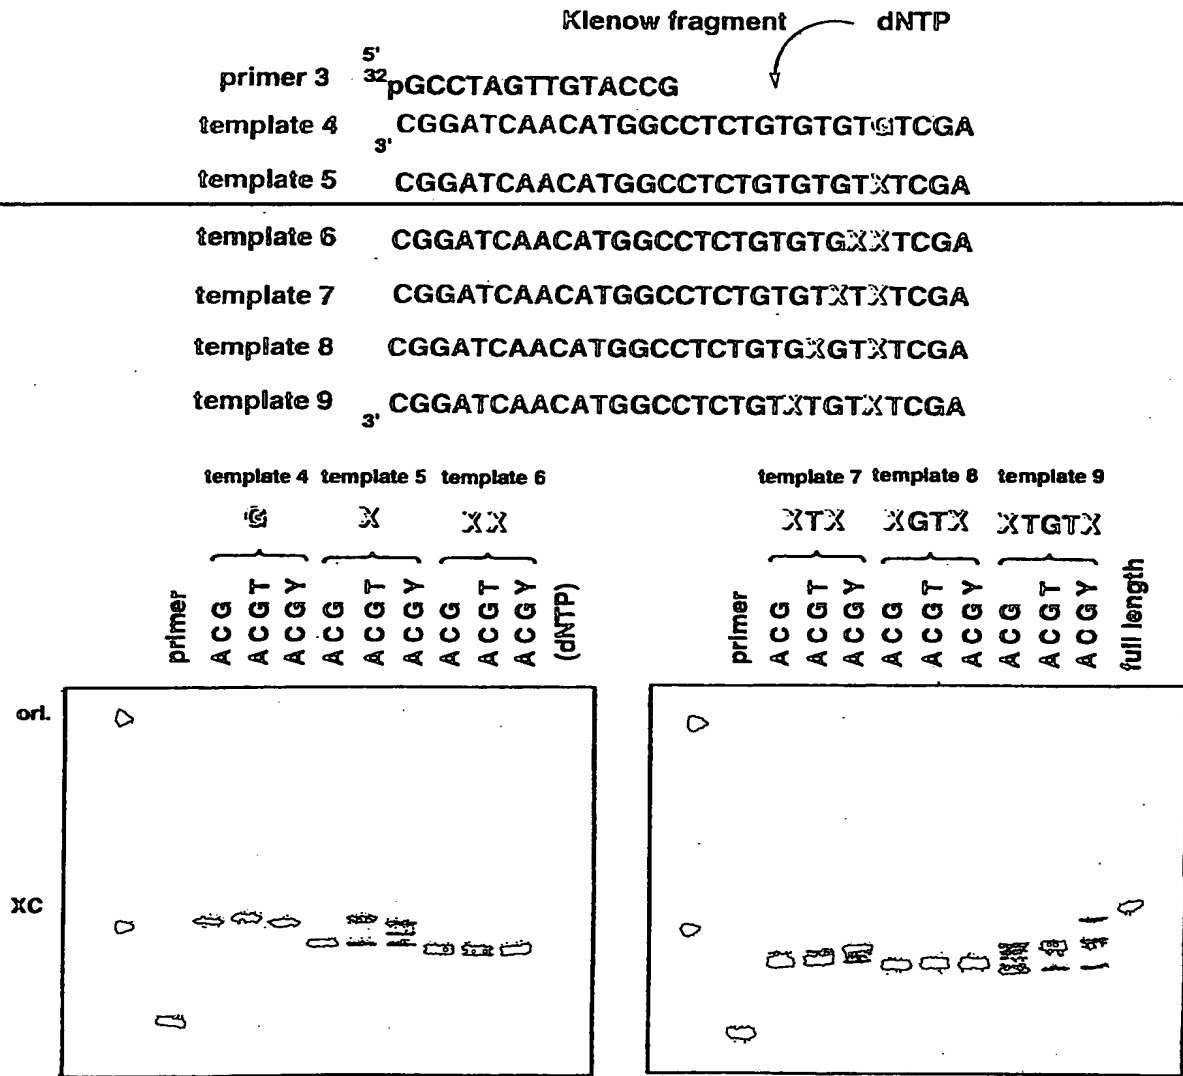 Klenow fragment dNTP
5'
primer 3 32pGCCTAGTTGTACCG
template 4 CGGATCAACATGGCCTCTGTGTGTGTCGA
3'
template 5 CGGATCAACATGGCCTCTGTGTGTXTCGA
template 6 CGGATCAACATGGCCTCTGTGTGXXTCGA
template 7 CGGATCAACATGGCCTCTGTGTXTXTCGA
template 8 CGGATCAACATGGCCTCTGTGXGTXTCGA
template 9 3' CGGATCAACATGGCCTCTGTXTGTXTCGA
template 4 template 5 template 6 template 7 template 8 template 9
G X XX XTX XGTX XTGTX
primer ACG ACGT ACGY ACG ACGT ACGY ACG ACGT ACGY (dNTP) primer ACG ACGT ACGY ACG ACGT ACGY ACG ACGT ACGY full length
ori.
XC